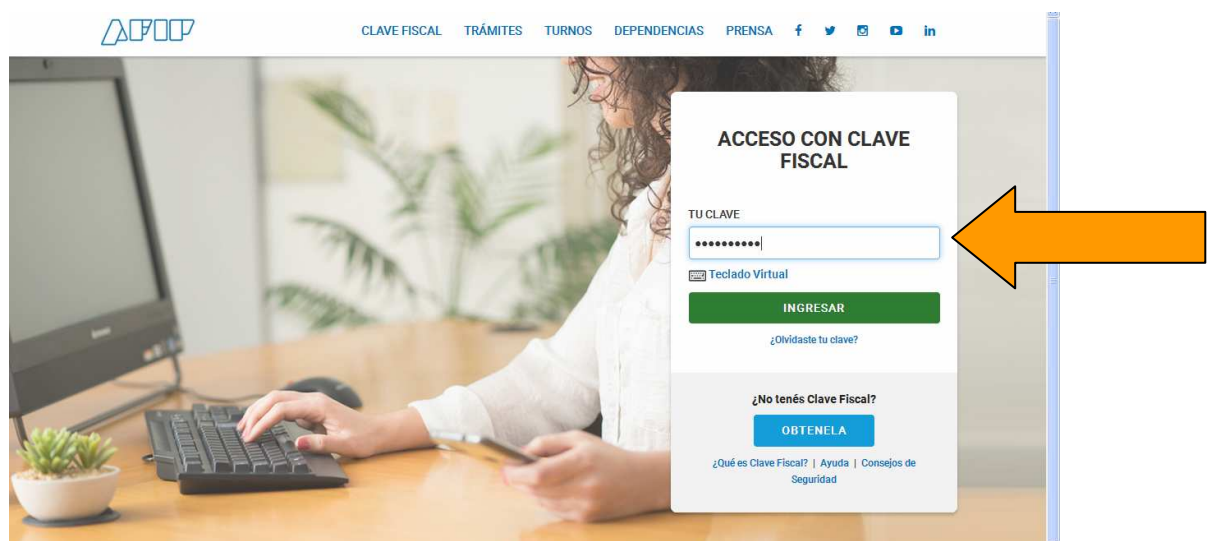 AFIP
CLAVE FISCAL TRÁMITES TURNOS DEPENDENCIAS PRENSA
ACCESO CON CLAVE
FISCAL
TU CLAVE
••••••••••
Teclado Virtual
INGRESAR
¿Olvidaste tu clave?
¿No tenés Clave Fiscal?
OBTENELA
¿Qué es Clave Fiscal? | Ayuda | Consejos de
Seguridad